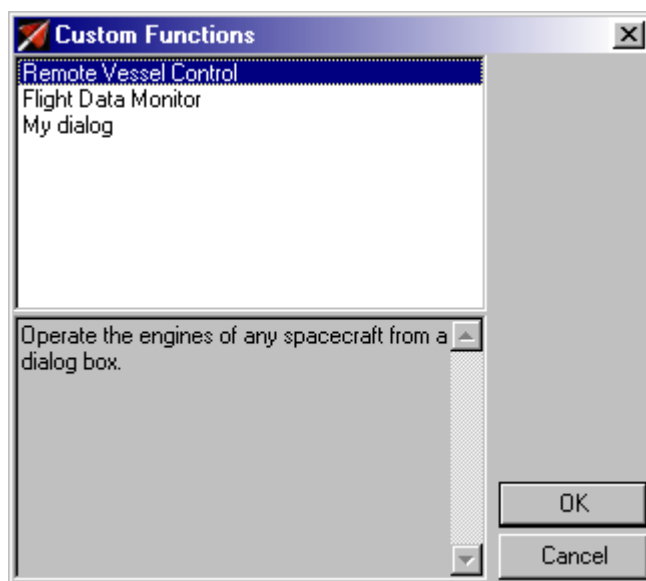 Custom Functions
Remote Vessel Control
Flight Data Monitor
My dialog
Operate the engines of any spacecraft from a
dialog box.
OK
Cancel